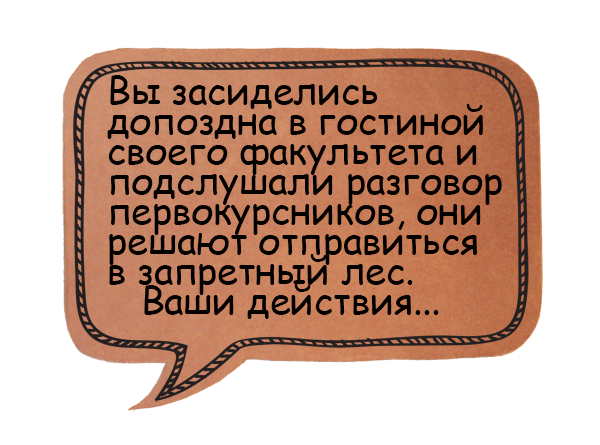 Вы засиделись
допоздна в гостиной
своего факультета и
подслушали разговор
первокурсников, они
решают отправиться
в запретный лес.
Ваши действия...